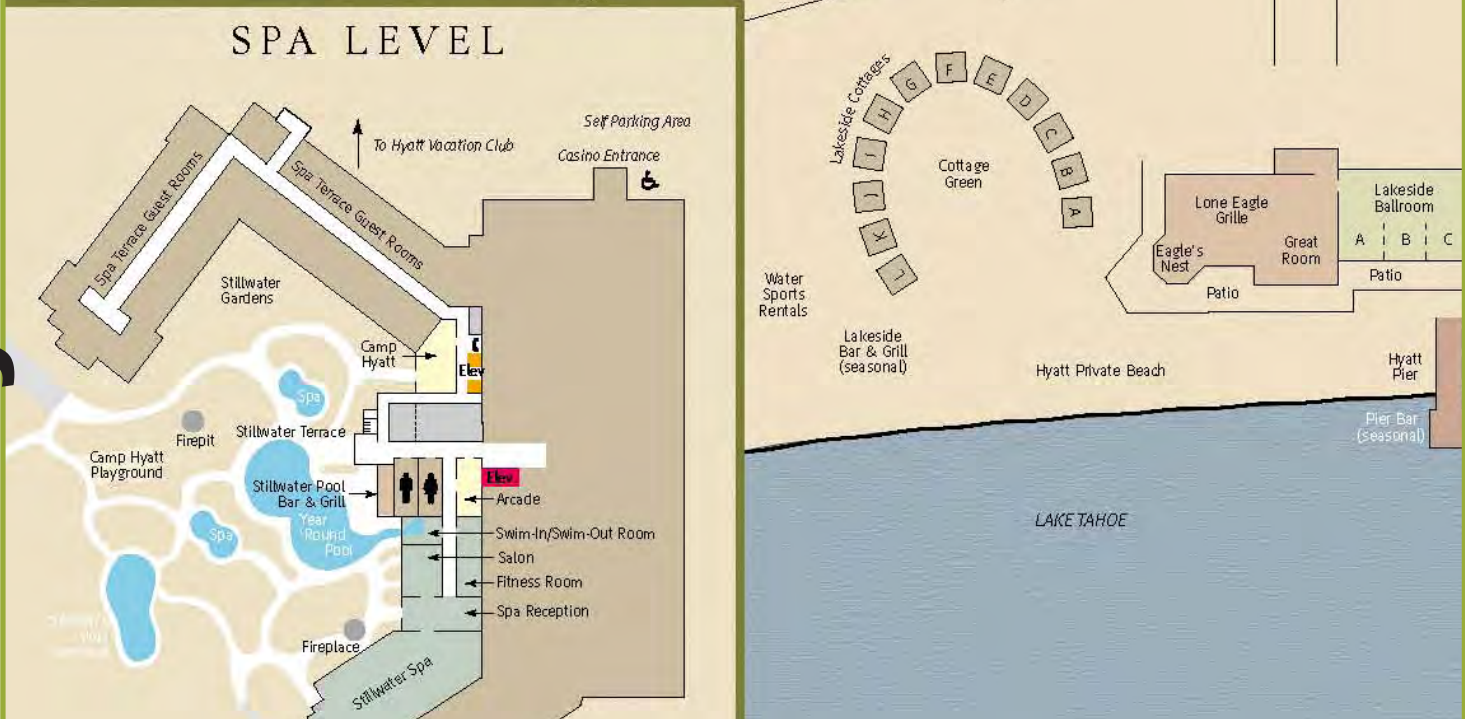 SPA LEVEL
Self Parking Area
To Hyatt Vacation Club
Casino Entrance
Spa Terrace Guest Rooms
Spa Terrace Guest Rooms
Stillwater
Gardens
Camp
Hyatt
Elev
Spa
Firepit
Stillwater Terrace
Camp Hyatt
Playground
Stillwater Pool
Bar & Grill
Elev.
Arcade
Year
Round
Pool
Spa
Swim-In/Swim-Out Room
Salon
Fitness Room
Spa Reception
Fireplace
Stillwater Spa
Lakeside Cottages
G
F
E
D
C
B
A
H
I
J
K
L
Cottage
Green
Water
Sports
Rentals
Lakeside
Bar & Grill
(seasonal)
Lone Eagle
Grille
Eagle's
Nest
Great
Room
Lakeside
Ballroom
A
B
C
Patio
Patio
Hyatt Private Beach
Hyatt
Pier
Pier Bar
(seasonal)
LAKE TAHOE